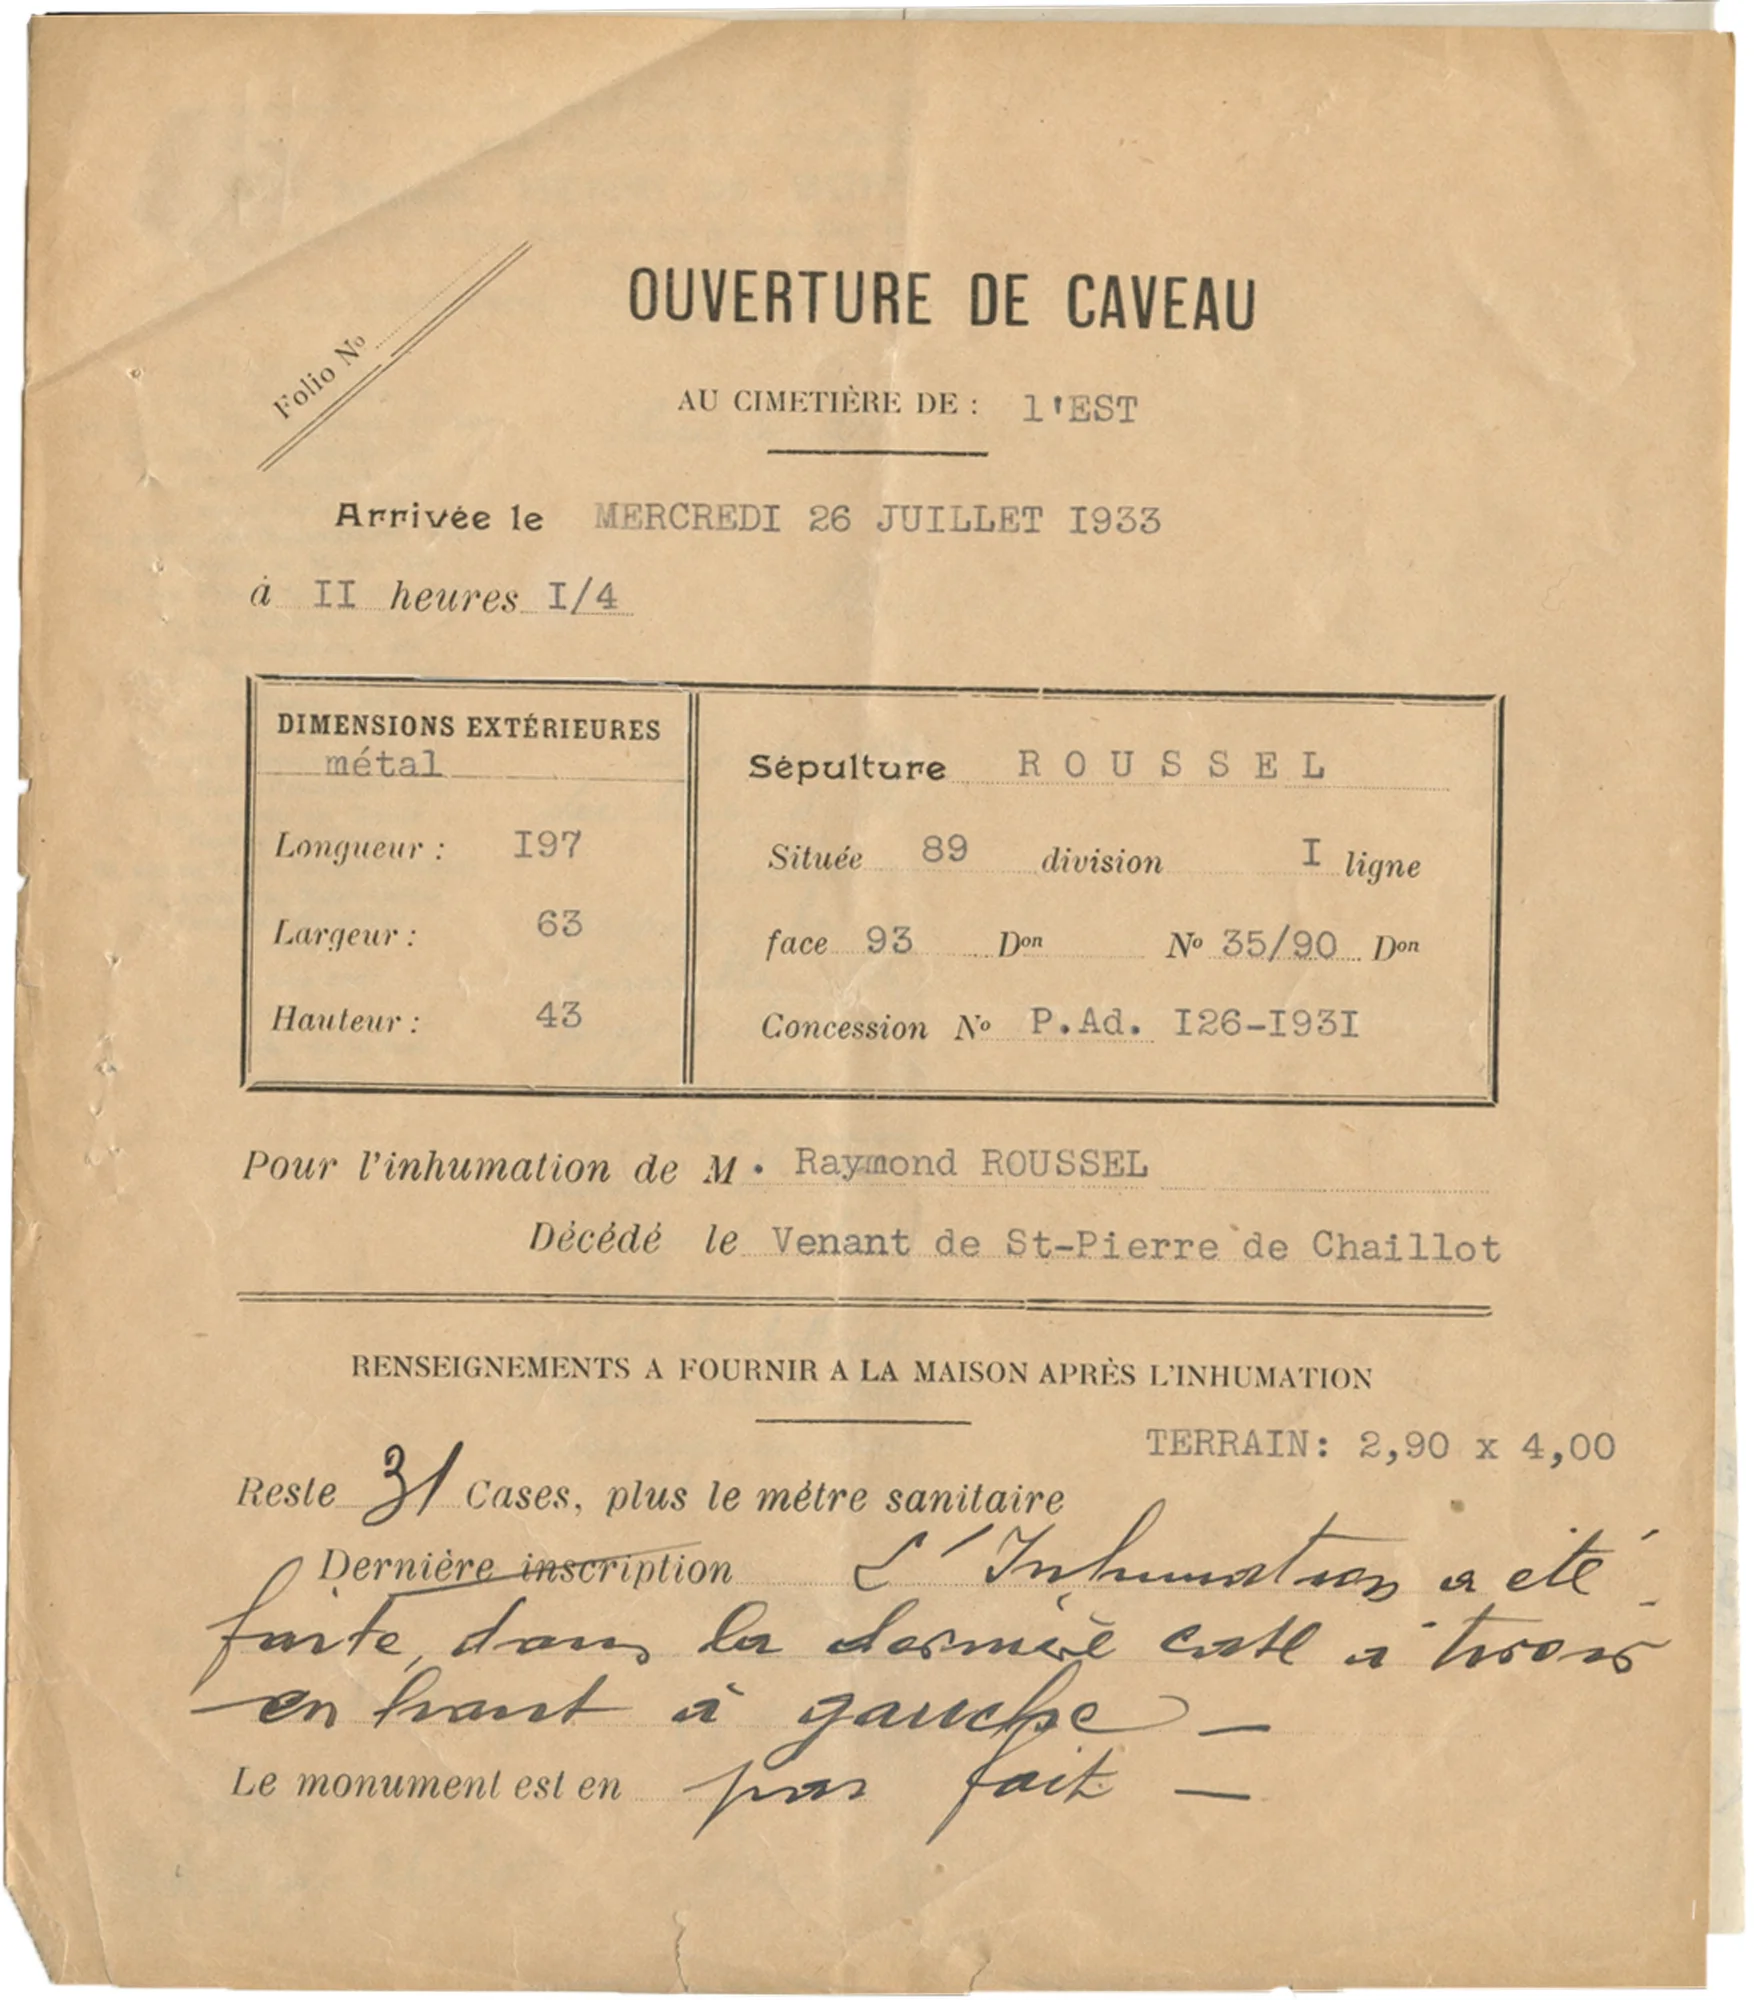 Folio Nº
OUVERTURE DE CAVEAU
AU CIMETIÈRE DE : l'EST
Arrivée le MERCREDI 26 JUILLET I933
à II heures I/4
DIMENSIONS EXTÉRIEURES
métal
Longueur : I97
Largeur : 63
Hauteur : 43
Sépulture ROUSSEL
Située 89 division I ligne
face 93 Don Nº 35/90 Don
Concession Nº P.Ad. I26-I93I
Pour l'inhumation de M. Raymond ROUSSEL
Décédé le Venant de St-Pierre de Chaillot
RENSEIGNEMENTS A FOURNIR A LA MAISON APRÈS L'INHUMATION
TERRAIN: 2,90 x 4,00
Reste 31 Cases, plus le mètre sanitaire
Dernière inscription L'Inhumation a été
faite, dans la dernière case à tiroir
en haut à gauche —
Le monument est en pas fait —